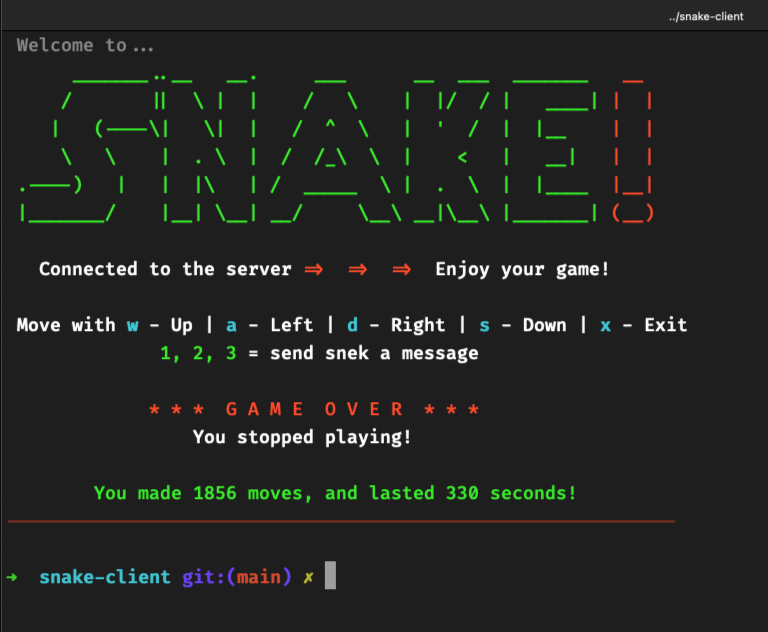 ../snake-client
Welcome to...
SNAKE!
Connected to the server => => => Enjoy your game!
Move with w - Up | a - Left | d - Right | s - Down | x - Exit
1, 2, 3 = send snek a message
* * * G A M E O V E R * * *
You stopped playing!
You made 1856 moves, and lasted 330 seconds!
➜ snake-client git:(main) ✗